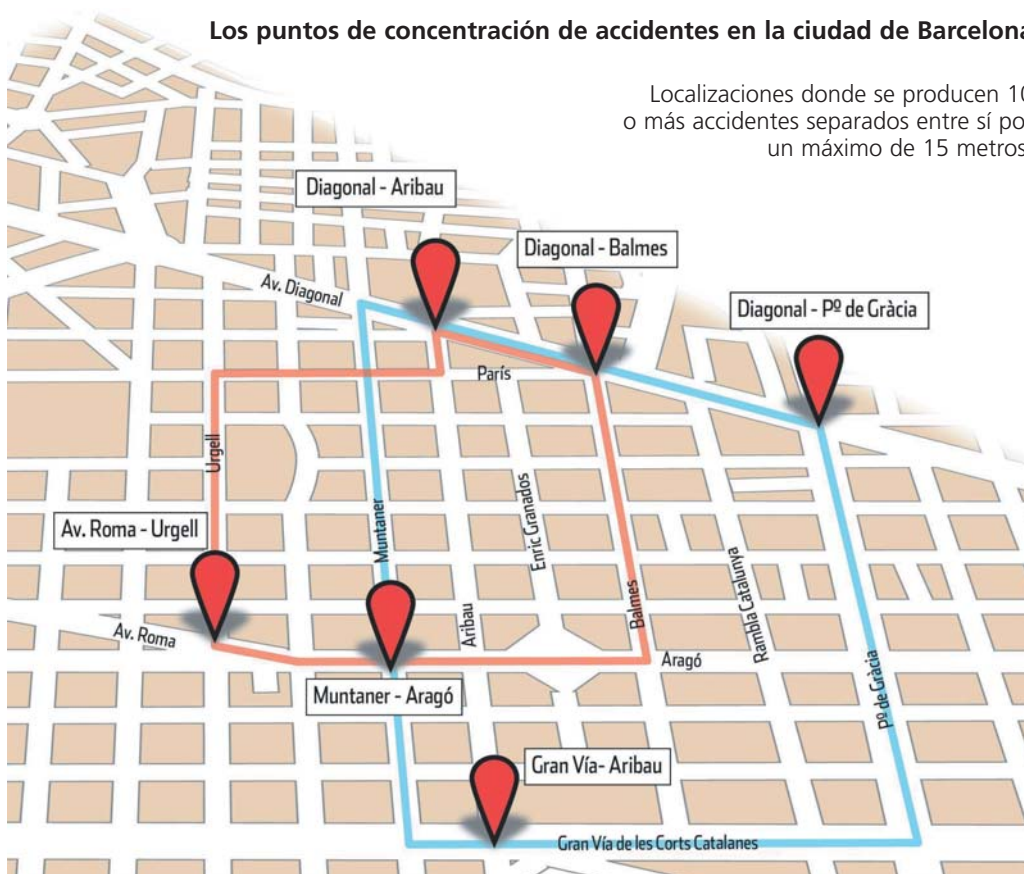 Los puntos de concentración de accidentes en la ciudad de Barcelona
Localizaciones donde se producen 10
o más accidentes separados entre sí po
un máximo de 15 metros
Diagonal - Aribau
Diagonal - Balmes
Av. Diagonal
Diagonal - Pº de Gràcia
París
Urgell
Av. Roma - Urgell
Muntaner
Enric Granados
Av. Roma
Aribau
Balmes
Rambla Catalunya
Aragó
Muntaner - Aragó
Pº de Gràcia
Gran Vía- Aribau
Gran Vía de les Corts Catalanes